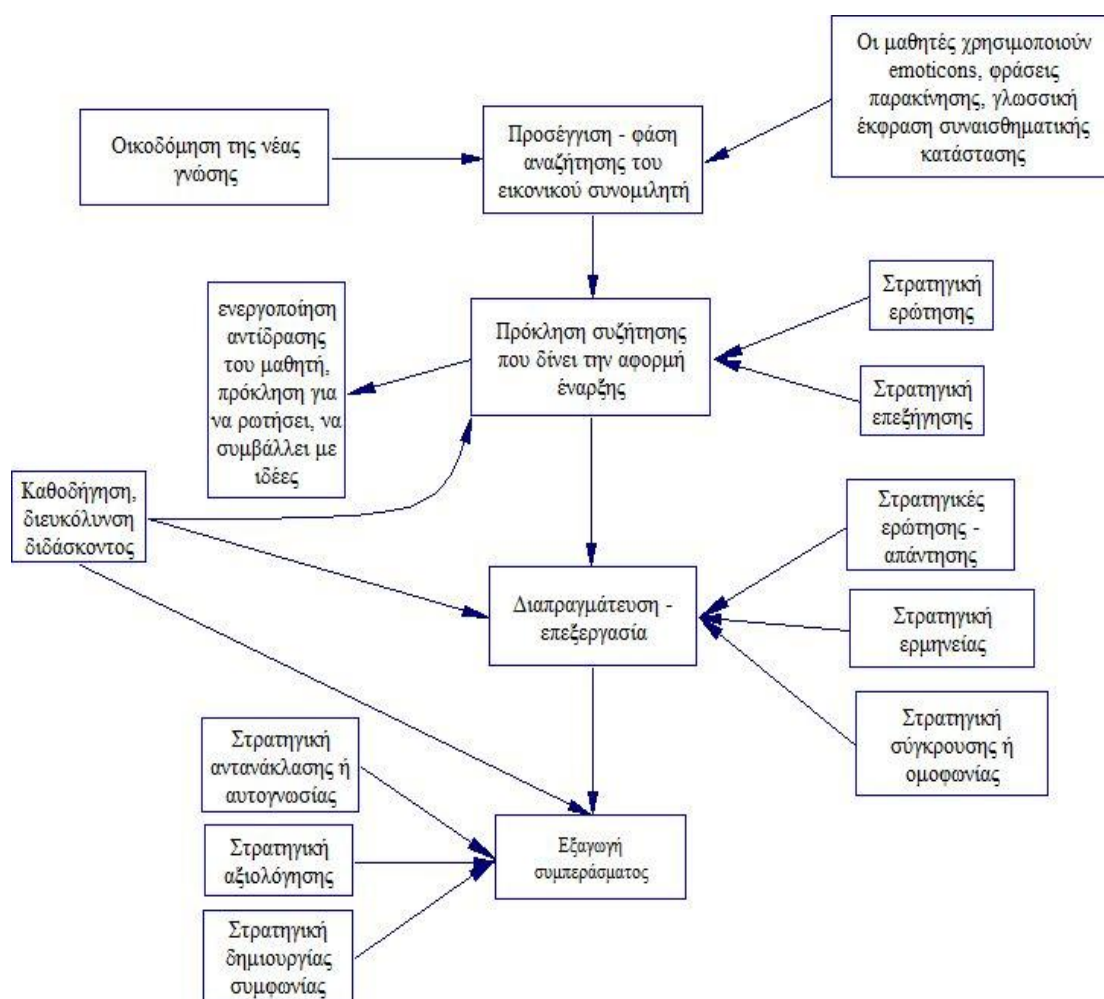 Οι μαθητές χρησιμοποιούν
emoticons, φράσεις
παρακίνησης, γλωσσική
έκφραση συναισθηματικής
κατάστασης
Οικοδόμηση της νέας
γνώσης
Προσέγγιση - φάση
αναζήτησης του
εικονικού συνομιλητή
ενεργοποίηση
αντίδρασης
του μαθητή,
πρόκληση για
να ρωτήσει, να
συμβάλλει με
ιδέες
Πρόκληση συζήτησης
που δίνει την αφορμή
έναρξης
Στρατηγική
ερώτησης
Στρατηγική
επεξήγησης
Καθοδήγηση,
διευκόλυνση
διδάσκοντος
Στρατηγικές
ερώτησης -
απάντησης
Διαπραγμάτευση -
επεξεργασία
Στρατηγική
ερμηνείας
Στρατηγική
σύγκρουσης ή
ομοφωνίας
Στρατηγική
αντανάκλασης ή
αυτογνωσίας
Εξαγωγή
συμπεράσματος
Στρατηγική
αξιολόγησης
Στρατηγική
δημιουργίας
συμφωνίας